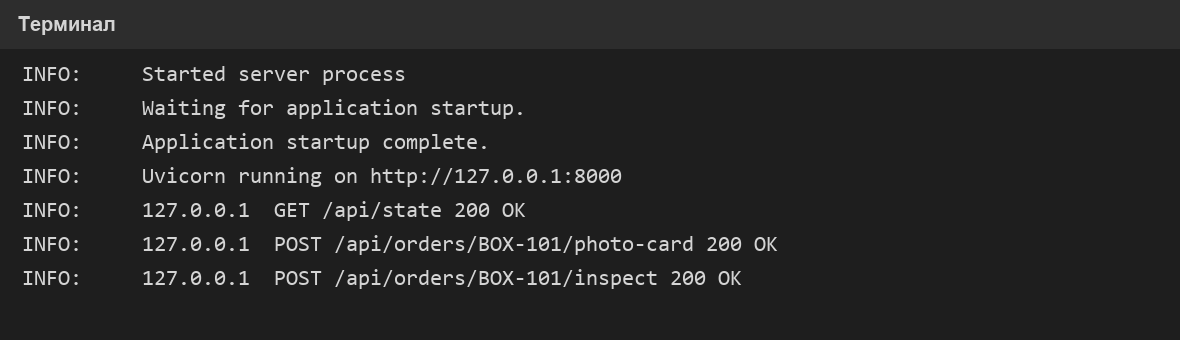 Терминал
INFO:     Started server process
INFO:     Waiting for application startup.
INFO:     Application startup complete.
INFO:     Uvicorn running on http://127.0.0.1:8000
INFO:     127.0.0.1  GET /api/state 200 OK
INFO:     127.0.0.1  POST /api/orders/BOX-101/photo-card 200 OK
INFO:     127.0.0.1  POST /api/orders/BOX-101/inspect 200 OK